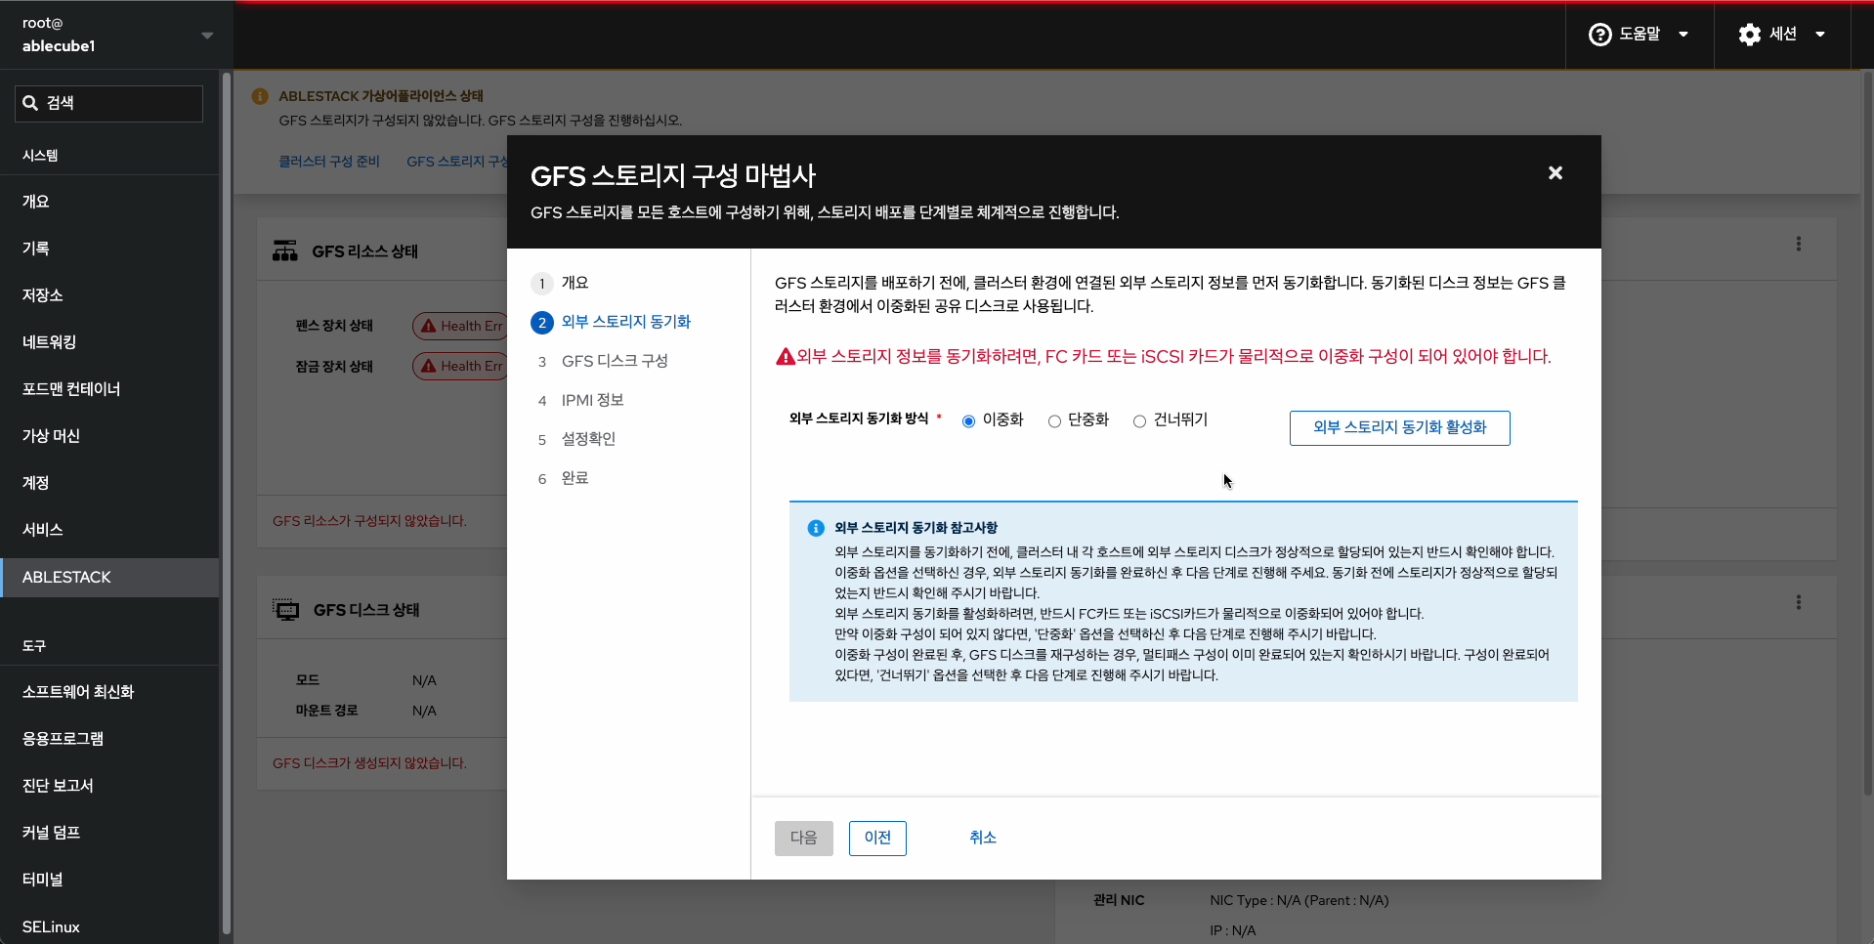 root@
ablecube1
도움말
세션
검색
시스템
개요
기록
저장소
네트워킹
포드맨 컨테이너
가상 머신
계정
서비스
ABLESTACK
도구
소프트웨어 최신화
응용프로그램
진단 보고서
커널 덤프
터미널
SELinux
ABLESTACK 가상어플라이언스 상태
GFS 스토리지가 구성되지 않았습니다. GFS 스토리지 구성을 진행하십시오.
클러스터 구성 준비
GFS 스토리지 구성
GFS 리소스 상태
펜스 장치 상태
Health Err
잠금 장치 상태
Health Err
GFS 리소스가 구성되지 않았습니다.
GFS 디스크 상태
모드
N/A
마운트 경로
N/A
GFS 디스크가 생성되지 않았습니다.
GFS 스토리지 구성 마법사
GFS 스토리지를 모든 호스트에 구성하기 위해, 스토리지 배포를 단계별로 체계적으로 진행합니다.
1 개요
2 외부 스토리지 동기화
3 GFS 디스크 구성
4 IPMI 정보
5 설정확인
6 완료
GFS 스토리지를 배포하기 전에, 클러스터 환경에 연결된 외부 스토리지 정보를 먼저 동기화합니다. 동기화된 디스크 정보는 GFS 클
러스터 환경에서 이중화된 공유 디스크로 사용됩니다.
외부 스토리지 정보를 동기화하려면, FC 카드 또는 iSCSI 카드가 물리적으로 이중화 구성이 되어 있어야 합니다.
외부 스토리지 동기화 방식 *
이중화
단중화
건너뛰기
외부 스토리지 동기화 활성화
외부 스토리지 동기화 참고사항
외부 스토리지를 동기화하기 전에, 클러스터 내 각 호스트에 외부 스토리지 디스크가 정상적으로 할당되어 있는지 반드시 확인해야 합니다.
이중화 옵션을 선택하신 경우, 외부 스토리지 동기화를 완료하신 후 다음 단계로 진행해 주세요. 동기화 전에 스토리지가 정상적으로 할당되
었는지 반드시 확인해 주시기 바랍니다.
외부 스토리지 동기화를 활성화하려면, 반드시 FC카드 또는 iSCSI카드가 물리적으로 이중화되어 있어야 합니다.
만약 이중화 구성이 되어 있지 않다면, '단중화' 옵션을 선택하신 후 다음 단계로 진행해 주시기 바랍니다.
이중화 구성이 완료된 후, GFS 디스크를 재구성하는 경우, 멀티패스 구성이 이미 완료되어 있는지 확인하시기 바랍니다. 구성이 완료되어
있다면, '건너뛰기' 옵션을 선택한 후 다음 단계로 진행해 주시기 바랍니다.
다음
이전
취소
관리 NIC
NIC Type : N/A (Parent : N/A)
IP : N/A